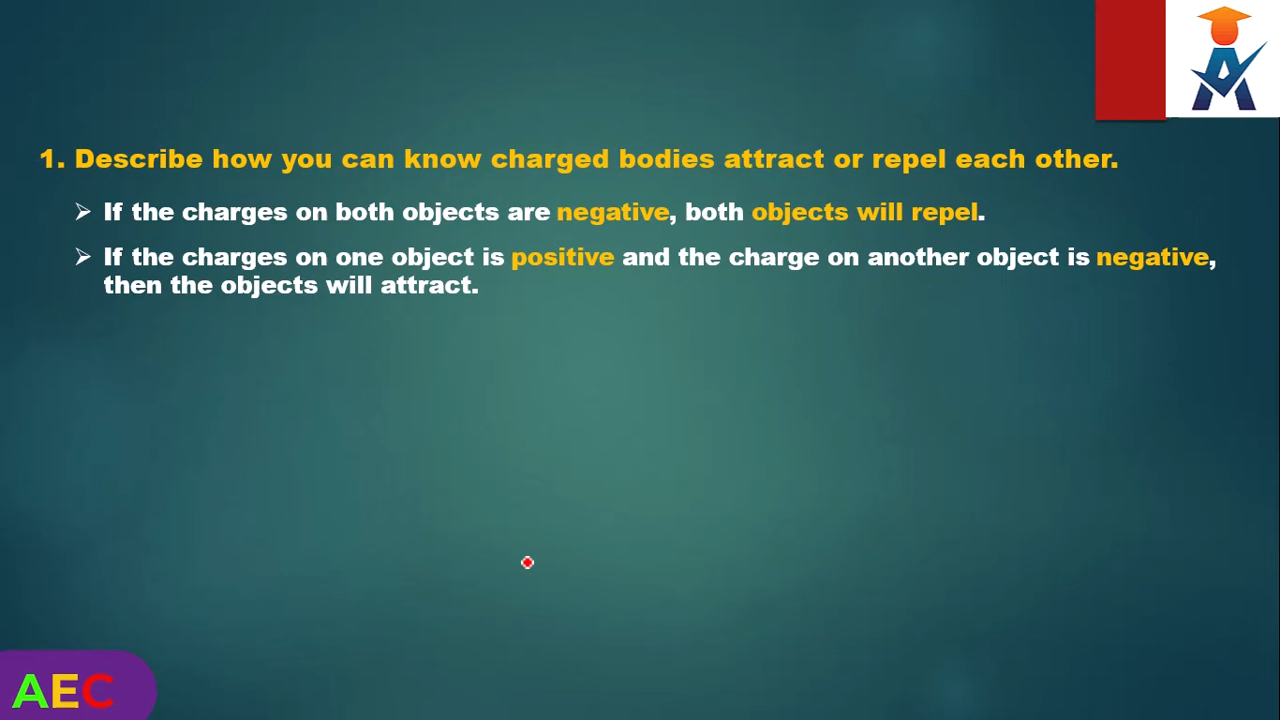 1. Describe how you can know charged bodies attract or repel each other.
➢ If the charges on both objects are negative, both objects will repel.
➢ If the charges on one object is positive and the charge on another object is negative,
then the objects will attract.
AEC